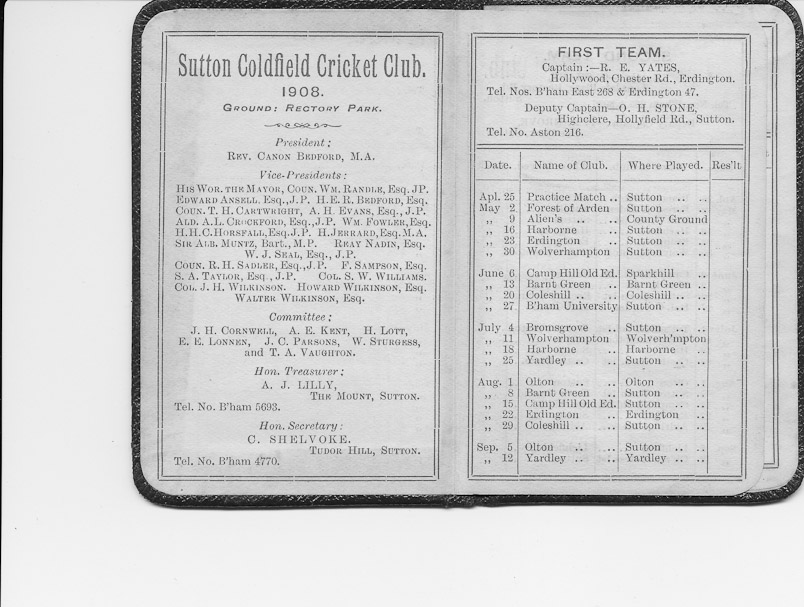 Sutton Coldfield Cricket Club.
1908.
GROUND: RECTORY PARK.
President:
REV. CANON BEDFORD, M.A.
Vice-Presidents:
HIS WOR. THE MAYOR, COUN. WM. RANDLE, Esq. JP.
EDWARD ANSELL. Esq., J.P. H.E.R. BEDFORD, Esq.
COUN. T. H. CARTWRIGHT, A. H. EVANS, Esq., J.P.
ALD. A.L. CROCKFORD, Esq., J.P. WM. FOWLER, Esq.
H.H.C. HORSFALL, Esq. J.P. H. JERRARD, Esq. M.A.
SIR ALB. MUNTZ, Bart., M.P. REAY NADIN, Esq.
W. J. SEAL, Esq., J.P.
COUN. R. H. SADLER, Esq., J.P. F. SAMPSON, Esq.
S. A. TAYLOR, Esq., J.P. COL. S. W. WILLIAMS.
COL. J. H. WILKINSON. HOWARD WILKINSON, Esq.
WALTER WILKINSON, Esq.
Committee:
J. H. CORNWELL, A. E. KENT, H. LOTT,
E. E. LONNEN, J. C. PARSONS, W. STURGESS,
and T. A. VAUGHTON.
Hon. Treasurer:
A. J. LILLY,
THE MOUNT, SUTTON.
Tel. No. B'ham 5693.
Hon. Secretary:
C. SHELVOKE.
TUDOR HILL, SUTTON.
Tel. No. B'ham 4770.
FIRST TEAM.
Captain:—R. E. YATES,
Hollywood, Chester Rd., Erdington.
Tel. Nos. B'ham East 268 & Erdington 47.
Deputy Captain—O. H. STONE,
Highclere, Hollyfield Rd., Sutton.
Tel. No. Aston 216.
Date. Name of Club. Where Played. Res'lt
Apl. 25 Practice Match .. Sutton .. ..
May 2 Forest of Arden Sutton .. ..
,, 9 Alien's .. .. County Ground
,, 16 Harborne .. Sutton .. ..
,, 23 Erdington .. Sutton .. ..
,, 30 Wolverhampton Sutton .. ..
June 6 Camp Hill Old Ed. Sparkhill ..
,, 13 Barnt Green .. Barnt Green ..
,, 20 Coleshill .. .. Coleshill .. ..
,, 27 B'ham University Sutton .. ..
July 4 Bromsgrove .. Sutton .. ..
,, 11 Wolverhampton Wolverh'mpton
,, 18 Harborne .. Harborne ..
,, 25 Yardley .. .. Sutton .. ..
Aug. 1 Olton .. .. Olton .. ..
,, 8 Barnt Green .. Sutton .. ..
,, 15 Camp Hill Old Ed. Sutton .. ..
,, 22 Erdington .. Erdington ..
,, 29 Coleshill .. .. Sutton .. ..
Sep. 5 Olton .. .. Sutton .. ..
,, 12 Yardley .. .. Yardley .. ..